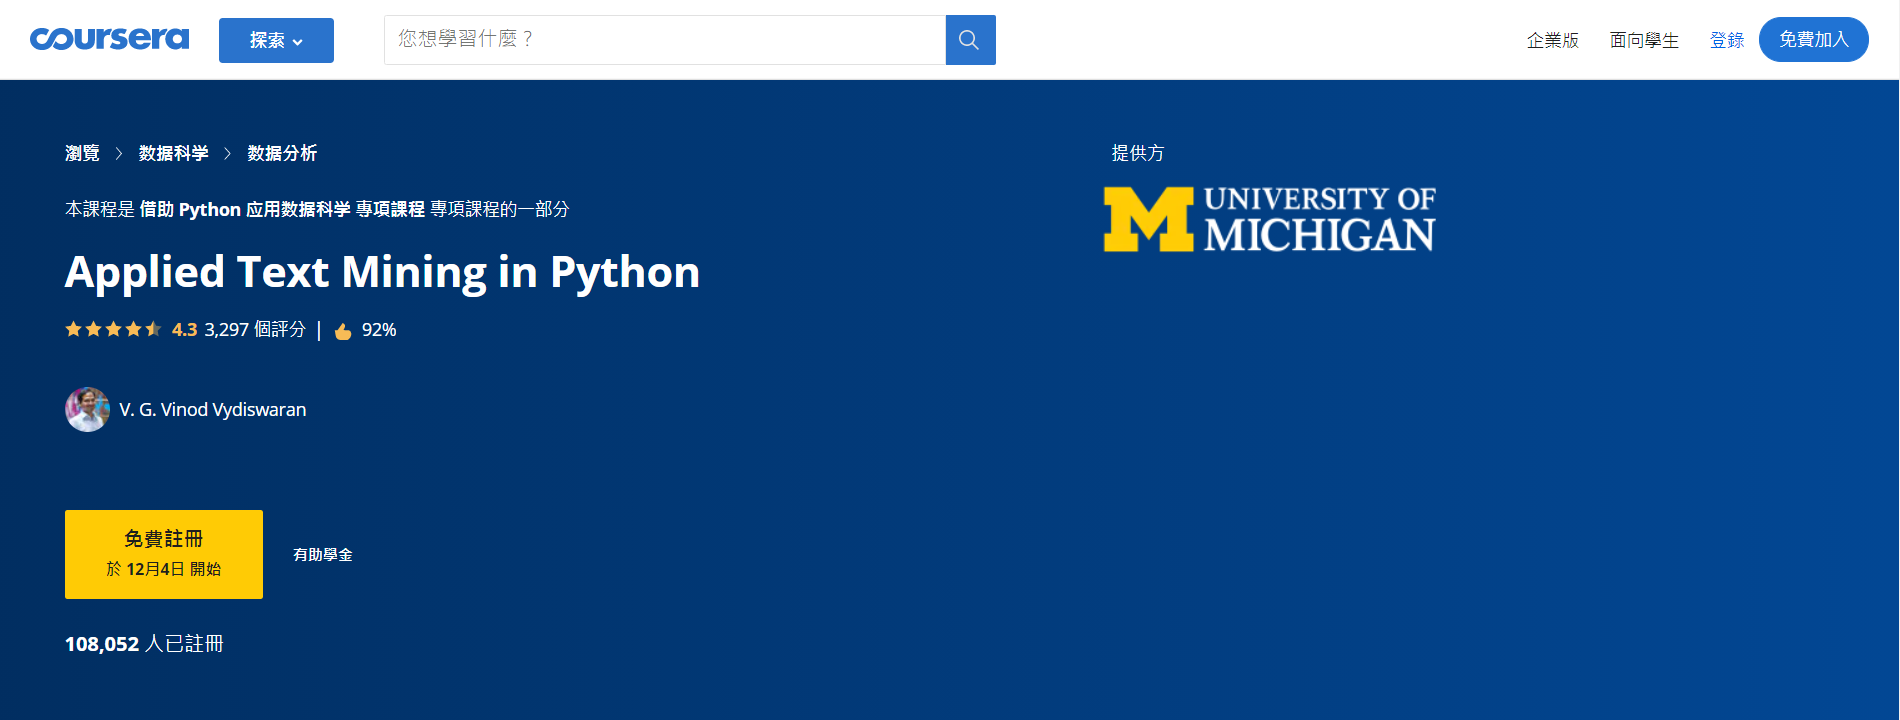 coursera
探索
您想學習什麼？
企業版
面向學生
登錄
免費加入
瀏覽 > 数据科学 > 数据分析
本課程是 借助 Python 应用数据科学 專項課程 專項課程的一部分
Applied Text Mining in Python
4.3 3,297 個評分 | 92%
V. G. Vinod Vydiswaran
免費註冊
於 12月4日 開始
有助學金
108,052 人已註冊
提供方
M UNIVERSITY OF
MICHIGAN